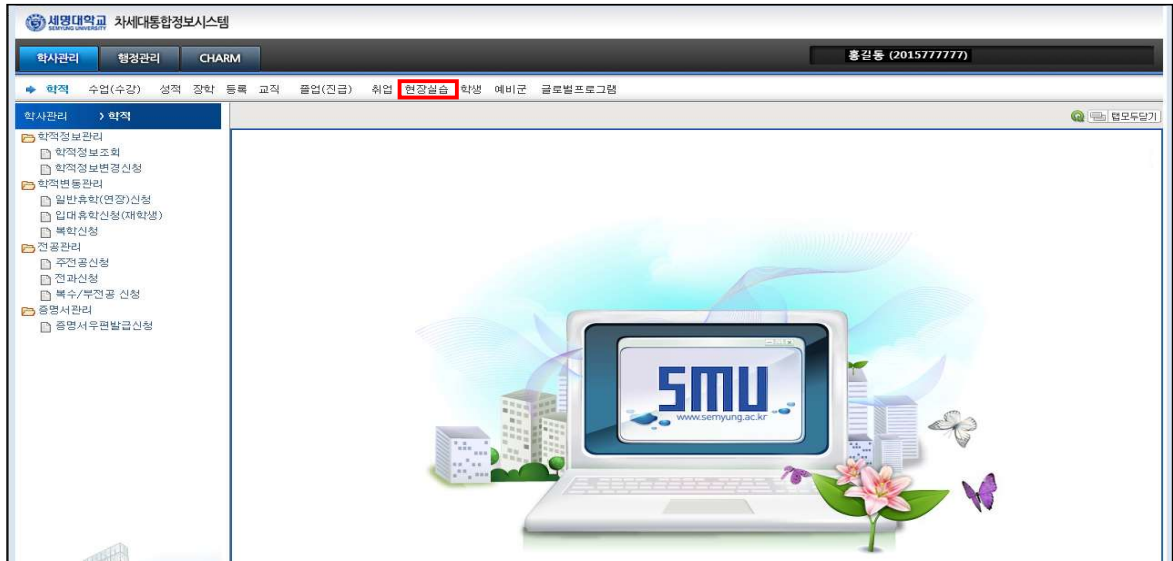 세명대학교 차세대통합정보시스템
SEMYUNG UNIVERSITY
학사관리 행정관리 CHARM 홍길동 (2015777777)
학적 수업(수강) 성적 장학 등록 교직 졸업(진급) 취업 현장실습 학생 예비군 글로벌프로그램
학사관리 > 학적 탭모두닫기
학적정보관리
학적정보조회
학적정보변경신청
학적변동관리
일반휴학(연장)신청
입대휴학신청(재학생)
복학신청
전공관리
주전공신청
전과신청
복수/부전공 신청
증명서관리
증명서우편발급신청
SMU
www.semyung.ac.kr